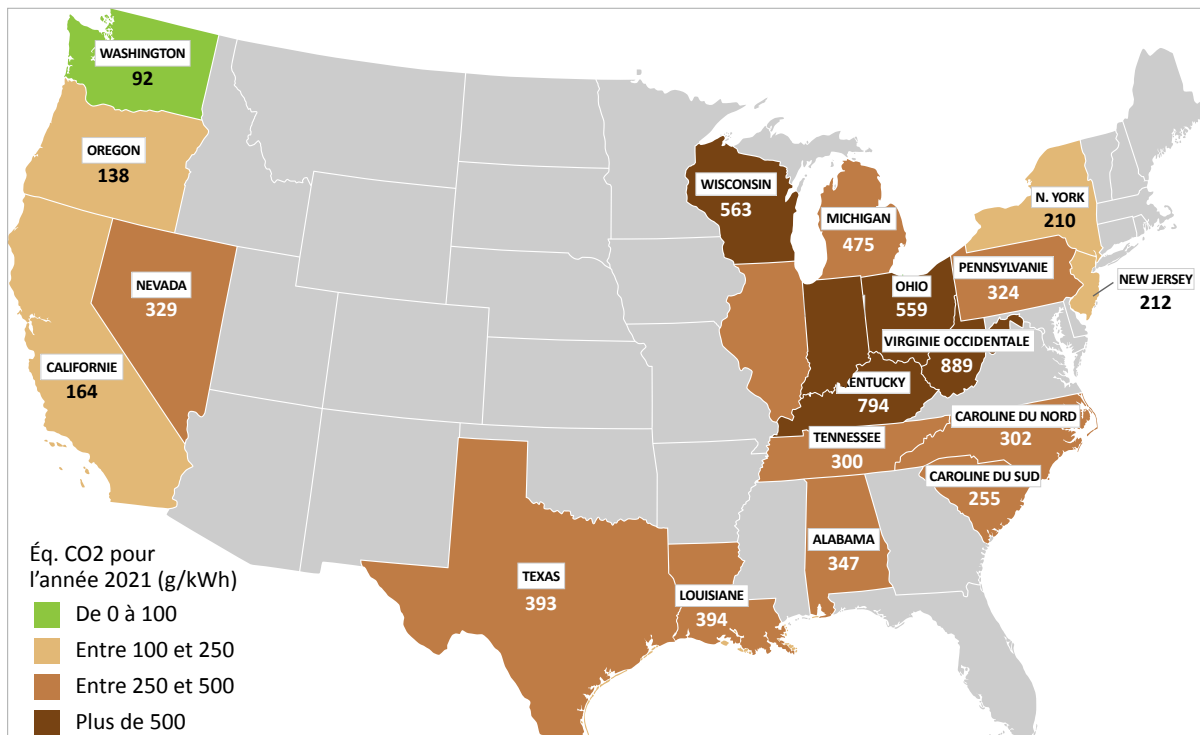 WASHINGTON
92
OREGON
138
CALIFORNIE
164
NEVADA
329
WISCONSIN
563
MICHIGAN
475
N. YORK
210
PENNSYLVANIE
324
NEW JERSEY
212
OHIO
559
VIRGINIE OCCIDENTALE
889
KENTUCKY
794
TENNESSEE
300
CAROLINE DU NORD
302
CAROLINE DU SUD
255
ALABAMA
347
TEXAS
393
LOUISIANE
394
Éq. CO2 pour
l'année 2021 (g/kWh)
De 0 à 100
Entre 100 et 250
Entre 250 et 500
Plus de 500